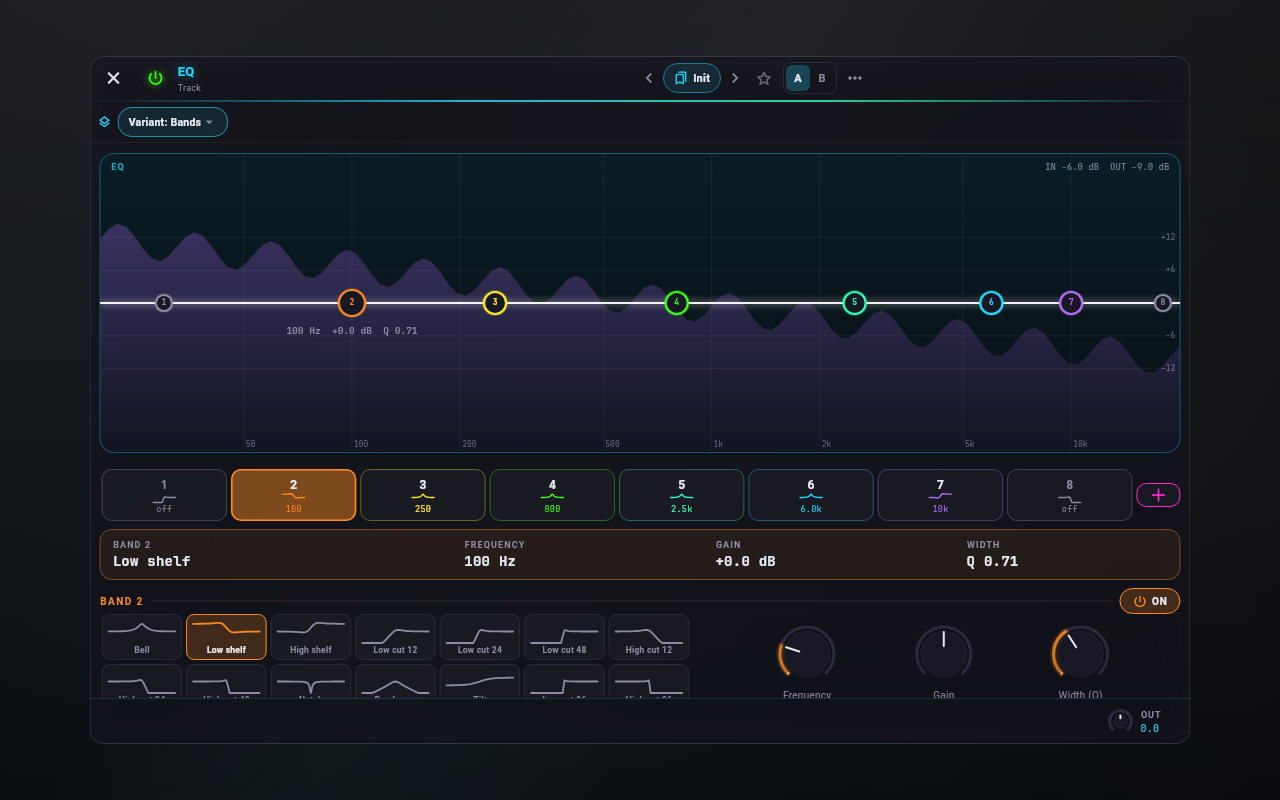 EQ
Track
Init
A B
Variant: Bands
EQ
IN -6.0 dB OUT -9.0 dB
+12
+6
-6
-12
1 2 3 4 5 6 7 8
100 Hz +0.0 dB Q 0.71
50 100 200 500 1k 2k 5k 10k
1 2 3 4 5 6 7 8
off 100 250 800 2.5k 6.0k 10k off
BAND 2 FREQUENCY GAIN WIDTH
Low shelf 100 Hz +0.0 dB Q 0.71
BAND 2
ON
Bell Low shelf High shelf Low cut 12 Low cut 24 Low cut 48 High cut 12
Frequency Gain Width (Q)
OUT
0.0